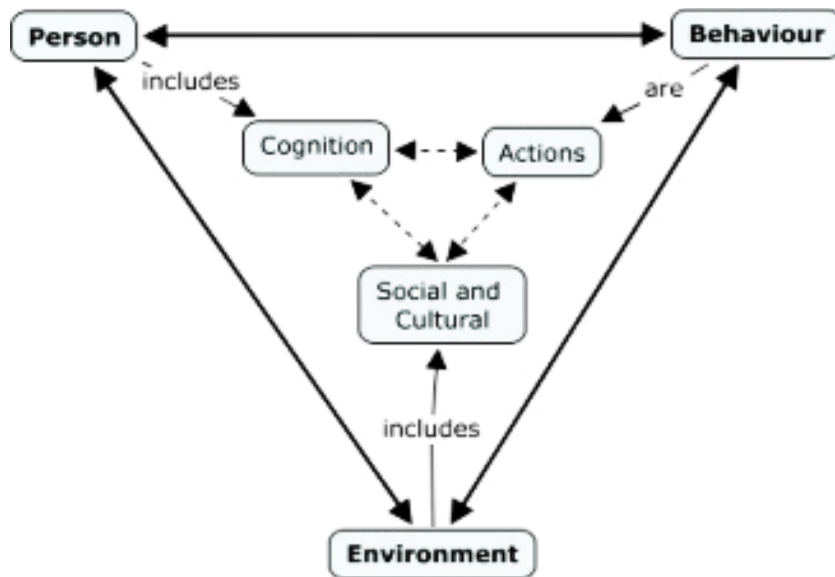 Person
Behaviour
includes
are
Cognition
Actions
Social and
Cultural
includes
Environment